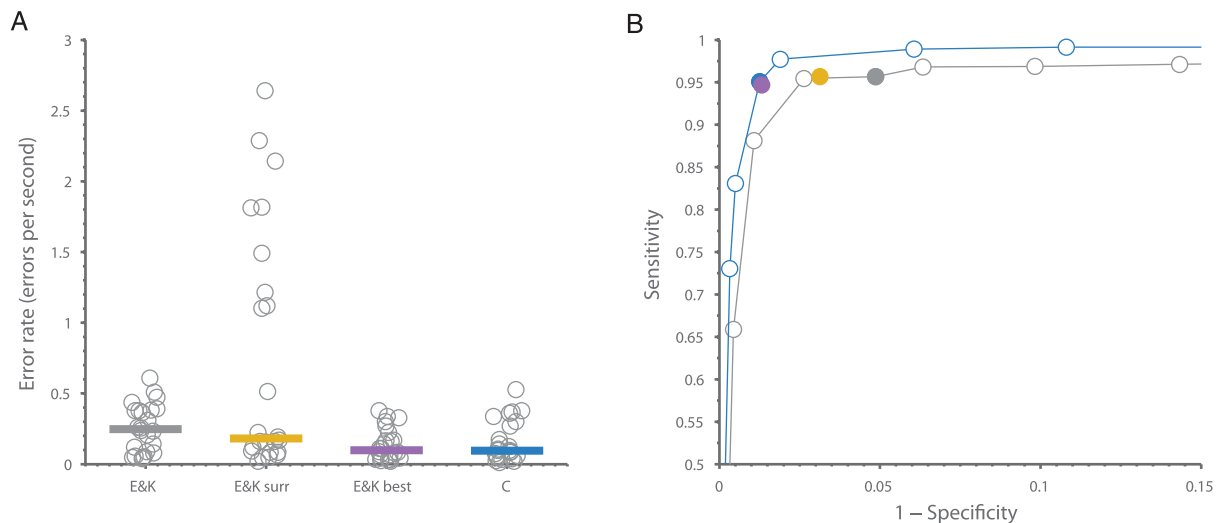 A
Error rate (errors per second)
3
2.5
2
1.5
1
0.5
0
E&K
E&K surr
E&K best
C
B
Sensitivity
1
0.95
0.9
0.85
0.8
0.75
0.7
0.65
0.6
0.55
0.5
0
0.05
0.1
0.15
1 – Specificity